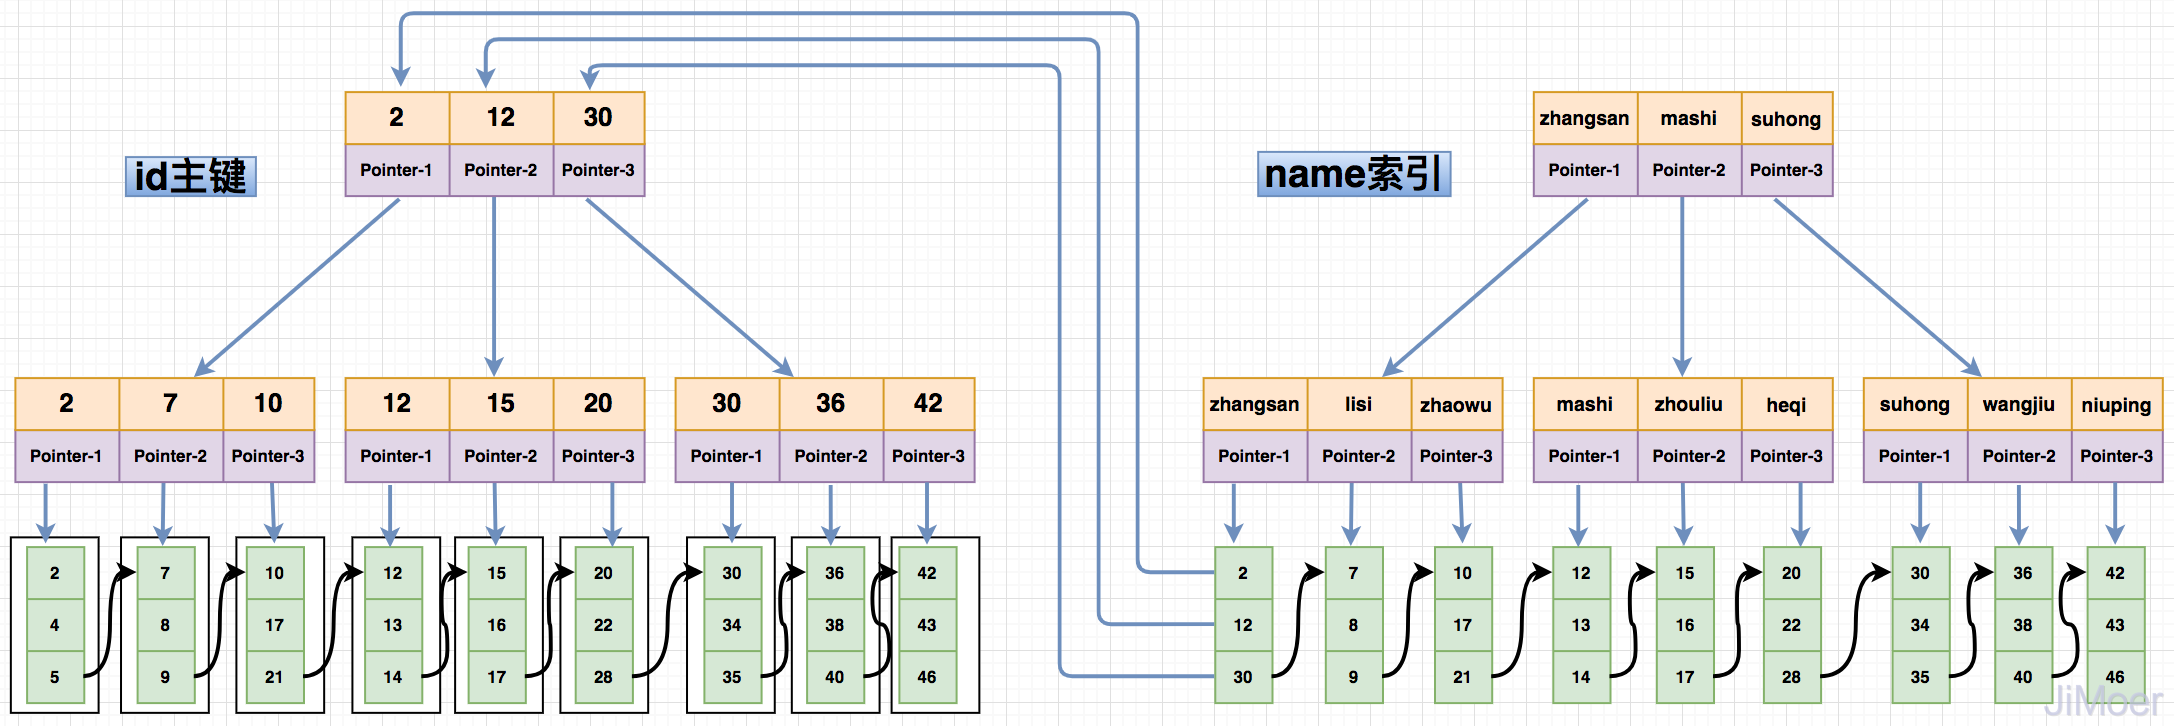 2 12 30
Pointer-1 Pointer-2 Pointer-3
id主键
2 7 10
Pointer-1 Pointer-2 Pointer-3
12 15 20
Pointer-1 Pointer-2 Pointer-3
30 36 42
Pointer-1 Pointer-2 Pointer-3
2 7 10 12 15 20 30 36 42
4 8 17 13 16 22 34 38 43
5 9 21 14 17 28 35 40 46
zhangsan mashi suhong
Pointer-1 Pointer-2 Pointer-3
name索引
zhangsan lisi zhaowu
Pointer-1 Pointer-2 Pointer-3
mashi zhouliu heqi
Pointer-1 Pointer-2 Pointer-3
suhong wangjiu niuping
Pointer-1 Pointer-2 Pointer-3
2 7 10 12 15 20 30 36 42
12 8 17 13 16 22 34 38 43
30 9 21 14 17 28 35 40 46
JiMoer